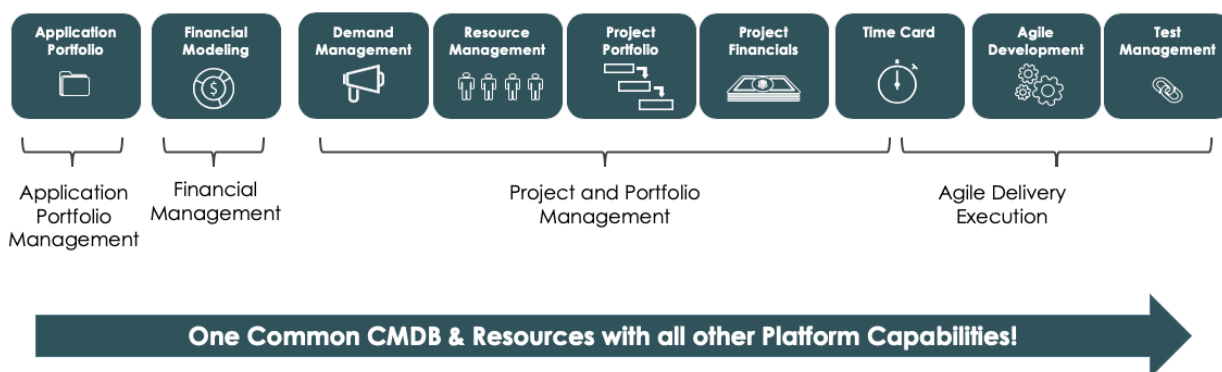 Application
Portfolio
Financial
Modeling
$
Demand
Management
Resource
Management
Project
Portfolio
Project
Financials
Time Card
Agile
Development
Test
Management
Application
Portfolio
Management
Financial
Management
Project and Portfolio
Management
Agile Delivery
Execution
One Common CMDB & Resources with all other Platform Capabilities!